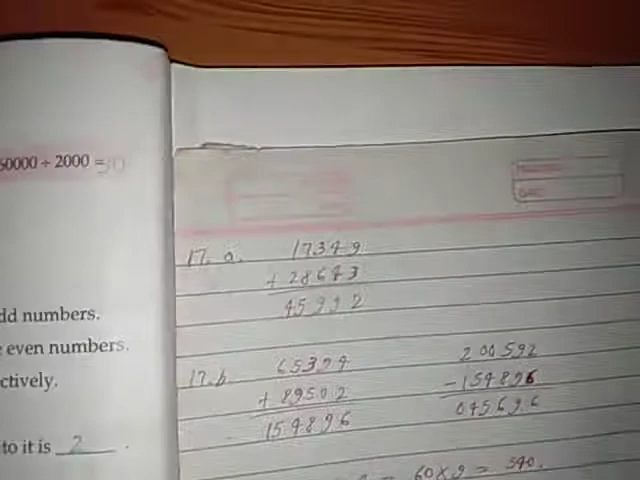 50000 ÷ 2000 =
dd numbers.
even numbers.
ctively.
to it is 2 .
17. a. 17349
+ 28643
45992
17. b. 65394
+ 89502
154896
200592
- 154896
045696
60 x 9 = 540.